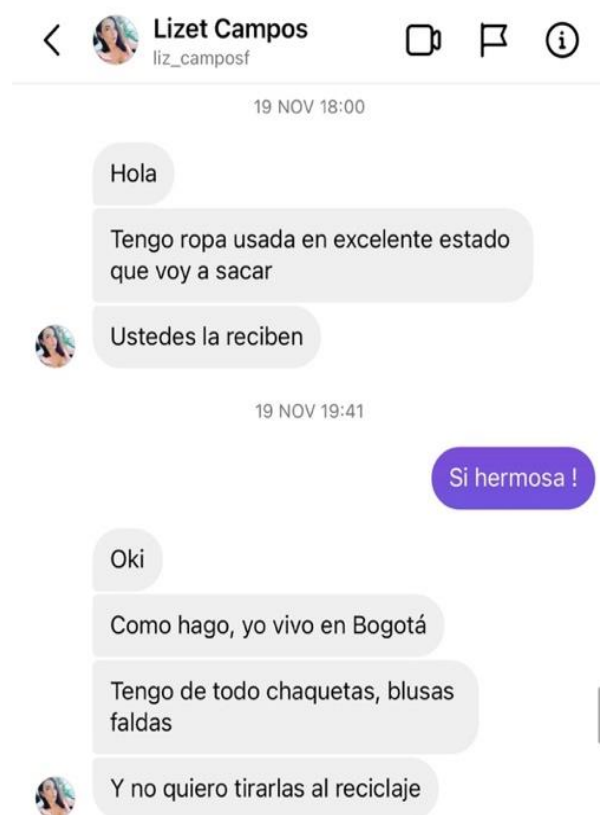 Lizet Campos
liz_camposf
19 NOV 18:00
Hola
Tengo ropa usada en excelente estado
que voy a sacar
Ustedes la reciben
19 NOV 19:41
Si hermosa !
Oki
Como hago, yo vivo en Bogotá
Tengo de todo chaquetas, blusas
faldas
Y no quiero tirarlas al reciclaje